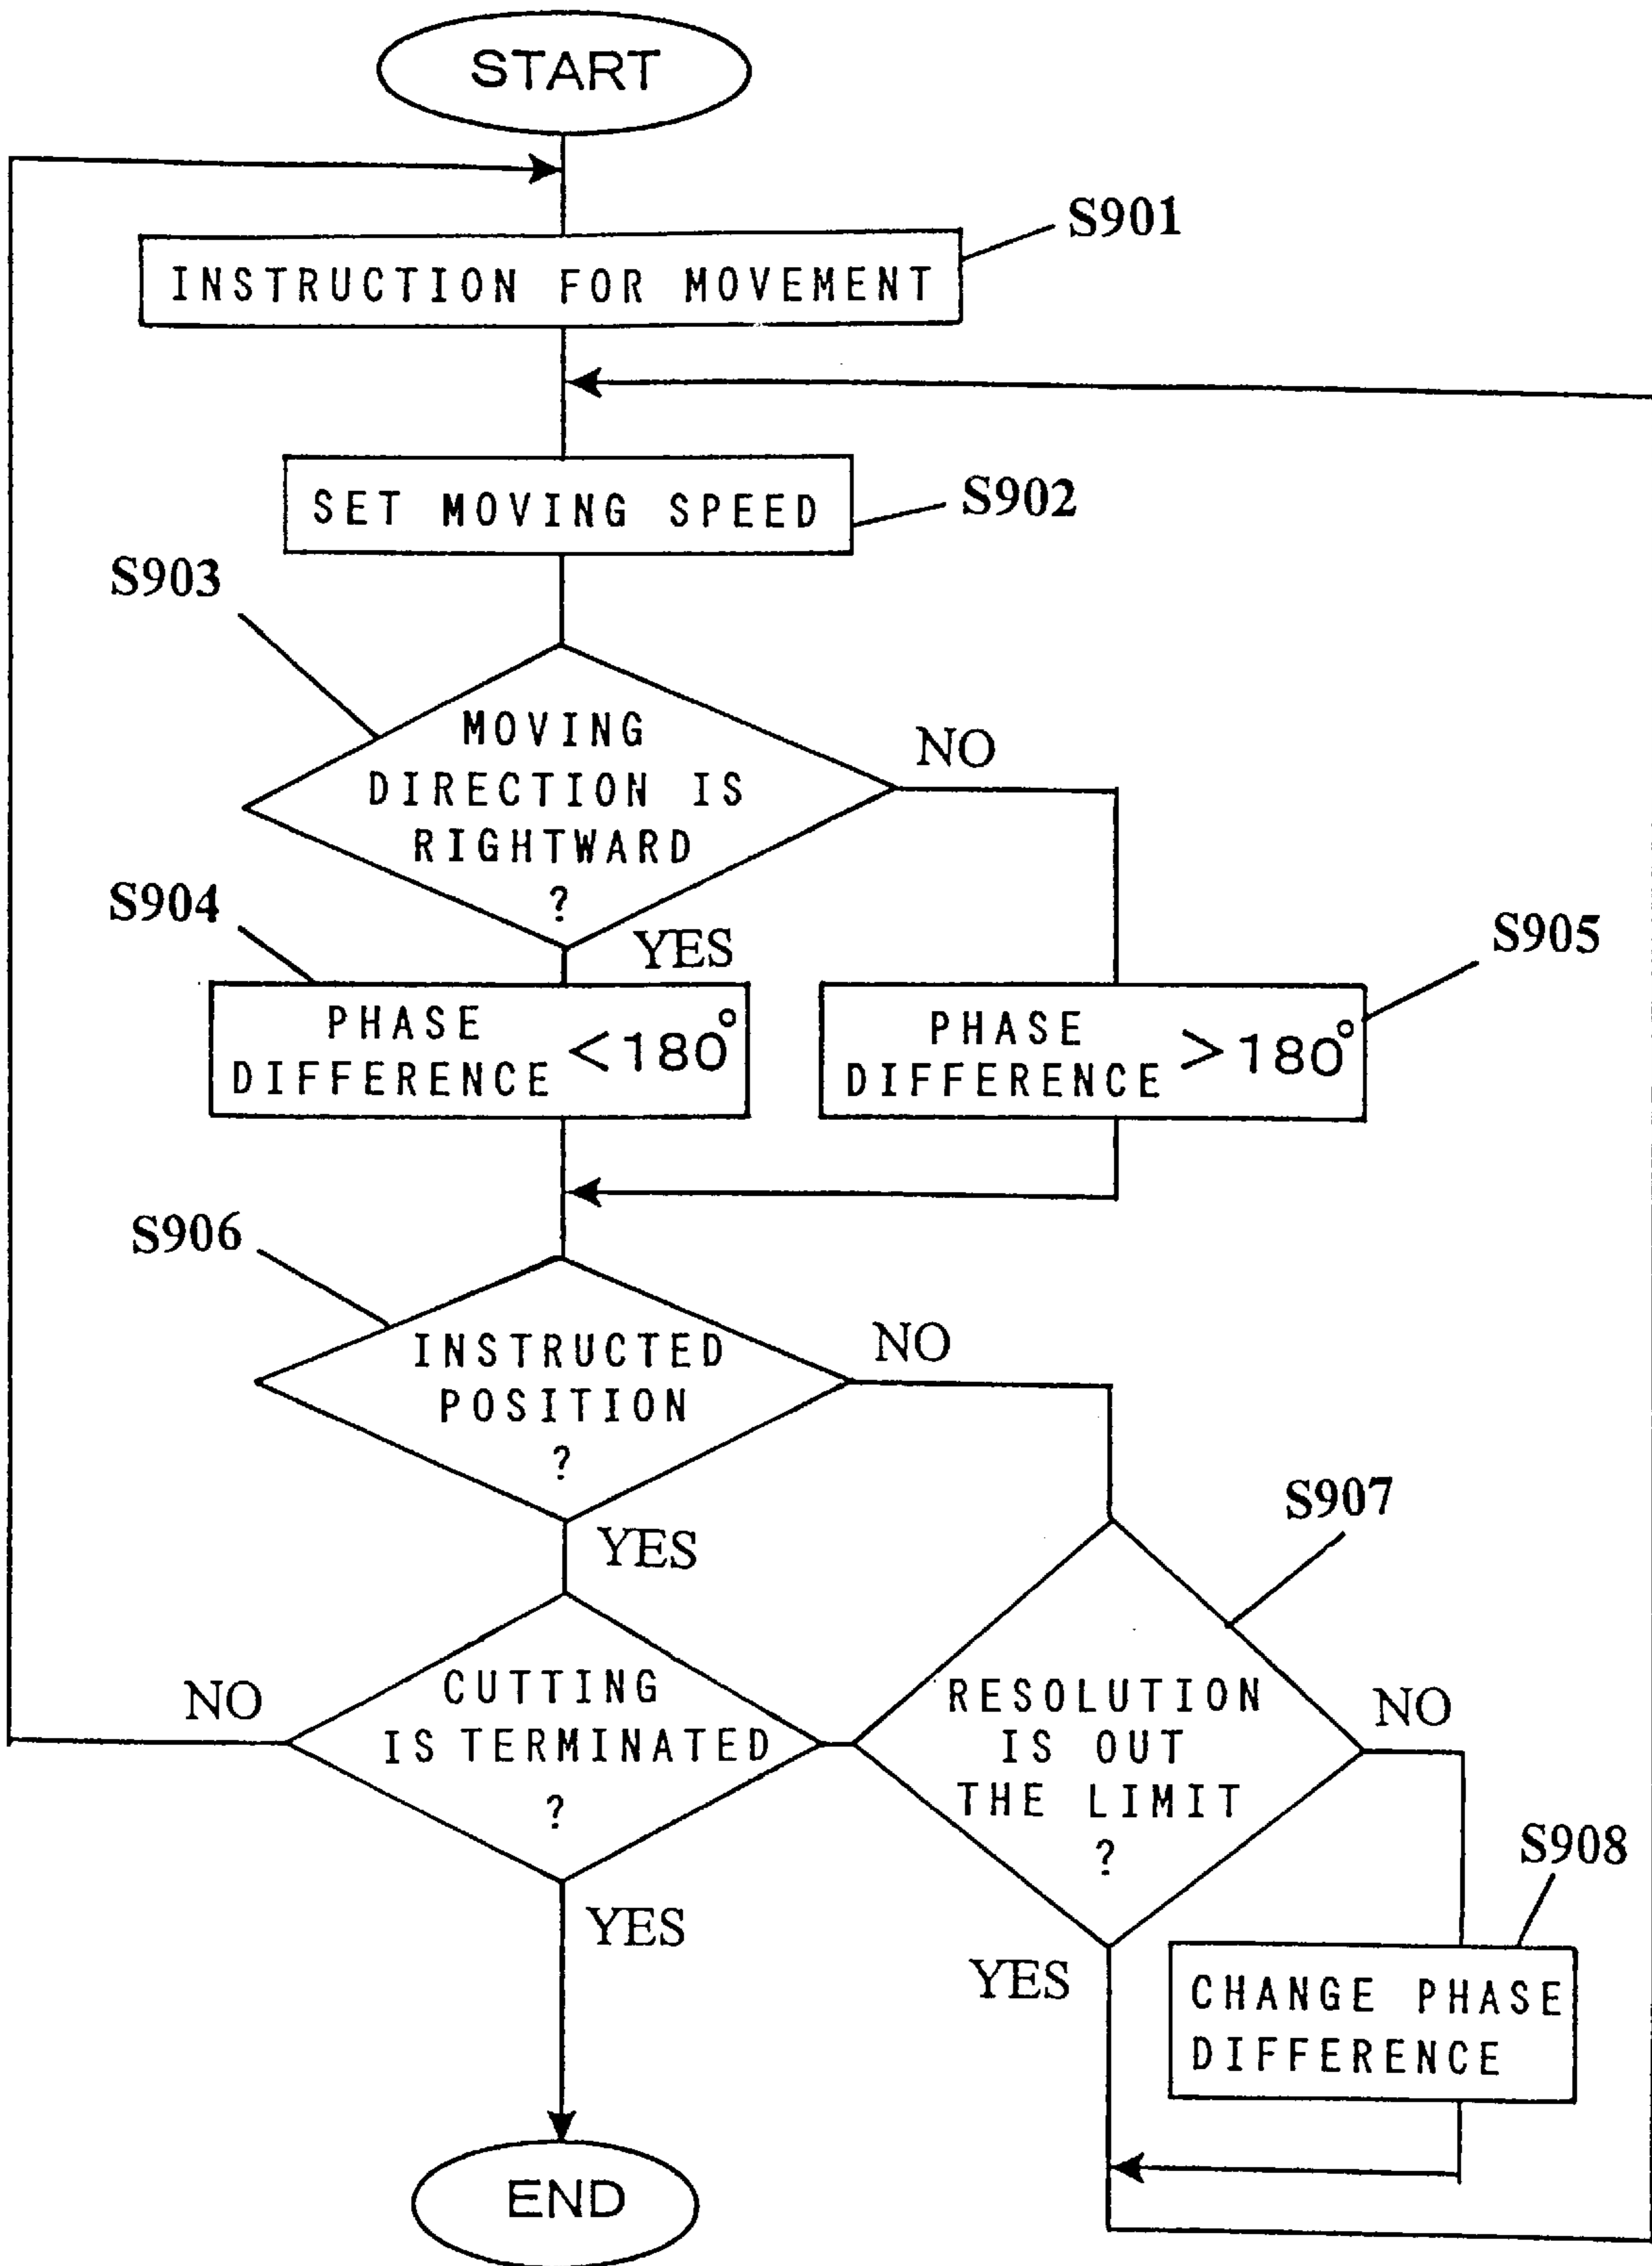 START
S901
INSTRUCTION FOR MOVEMENT
SET MOVING SPEED
S902
S903
MOVING
DIRECTION IS
RIGHTWARD
?
NO
YES
S904
PHASE
DIFFERENCE < 180°
S905
PHASE
DIFFERENCE > 180°
S906
INSTRUCTED
POSITION
?
NO
YES
S907
CUTTING
IS TERMINATED
?
NO
YES
RESOLUTION
IS OUT
THE LIMIT
?
NO
YES
S908
CHANGE PHASE
DIFFERENCE
END